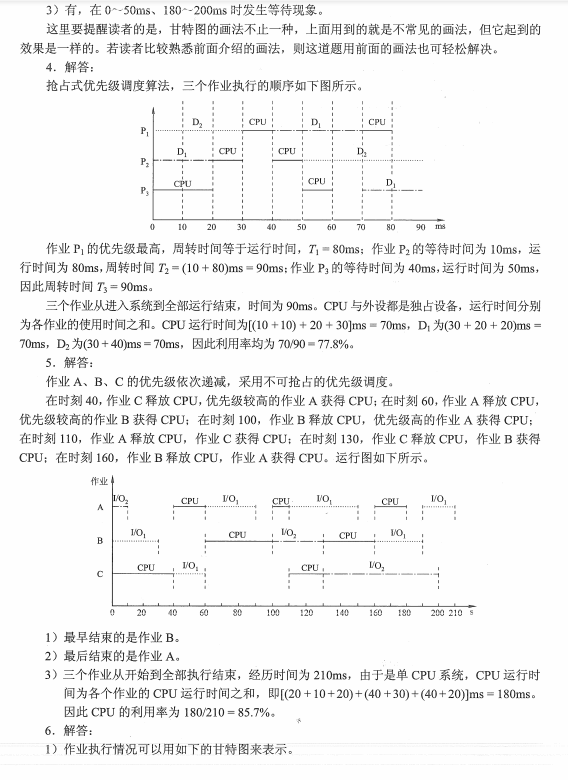 3）有，在 0～50ms、180～200ms 时发生等待现象。
这里要提醒读者的是，甘特图的画法不止一种，上面用到的就是不常见的画法，但它起到的
效果是一样的。若读者比较熟悉前面介绍的画法，则这道题用前面的画法也可轻松解决。
4．解答：
抢占式优先级调度算法，三个作业执行的顺序如下图所示。
D₂ CPU D₁ CPU
P₁
D₁ CPU CPU D₂
P₂
CPU CPU D₁
P₃
0 10 20 30 40 50 60 70 80 90 ms
作业 P₁ 的优先级最高，周转时间等于运行时间，T₁ = 80ms；作业 P₂ 的等待时间为 10ms，运
行时间为 80ms，周转时间 T₂ = (10 + 80)ms = 90ms；作业 P₃ 的等待时间为 40ms，运行时间为 50ms，
因此周转时间 T₃ = 90ms。
三个作业从进入系统到全部运行结束，时间为 90ms。CPU 与外设都是独占设备，运行时间分别
为各作业的使用时间之和。CPU 运行时间为[(10 + 10) + 20 + 30]ms = 70ms，D₁ 为(30 + 20 + 20)ms =
70ms，D₂ 为(30 + 40)ms = 70ms，因此利用率均为 70/90 = 77.8%。
5．解答：
作业 A、B、C 的优先级依次递减，采用不可抢占的优先级调度。
在时刻 40，作业 C 释放 CPU，优先级较高的作业 A 获得 CPU；在时刻 60，作业 A 释放 CPU，
优先级较高的作业 B 获得 CPU；在时刻 100，作业 B 释放 CPU，优先级高的作业 A 获得 CPU；
在时刻 110，作业 A 释放 CPU，作业 C 获得 CPU；在时刻 130，作业 C 释放 CPU，作业 B 获得
CPU；在时刻 160，作业 B 释放 CPU，作业 A 获得 CPU。运行图如下所示。
作业
I/O₂ CPU I/O₁ CPU I/O₁ CPU I/O₁
A
I/O₁ CPU I/O₂ CPU I/O₁
B
CPU I/O₁ CPU I/O₂
C
0 20 40 60 80 100 120 140 160 180 200 210 s
1）最早结束的是作业 B。
2）最后结束的是作业 A。
3）三个作业从开始到全部执行结束，经历时间为 210ms，由于是单 CPU 系统，CPU 运行时
间为各个作业的 CPU 运行时间之和，即[(20 + 10 + 20) + (40 + 30) + (40 + 20)]ms = 180ms。
因此 CPU 的利用率为 180/210 = 85.7%。
6．解答：
1）作业执行情况可以用如下的甘特图来表示。